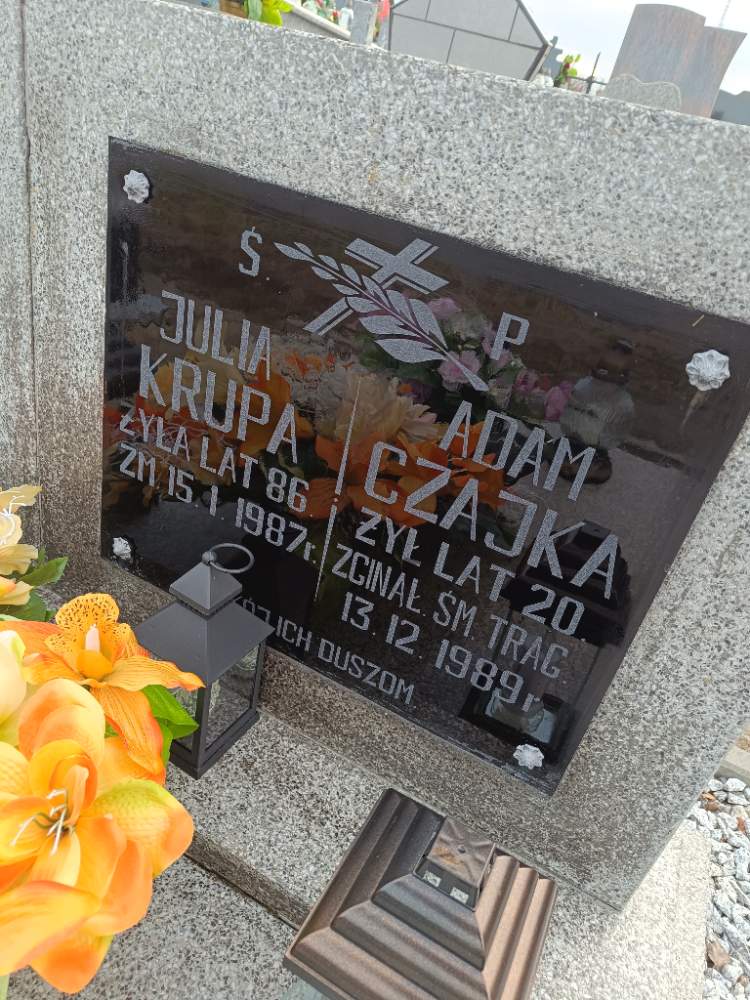 Ś P
JULIA
KRUPA
ŻYŁA LAT 86
ZM. 15. 1. 1987r.
ADAM
CZAJKA
ŻYŁ LAT 20.
ZGINĄŁ ŚM. TRAG.
13. 12. 1989r.
ICH DUSZOM